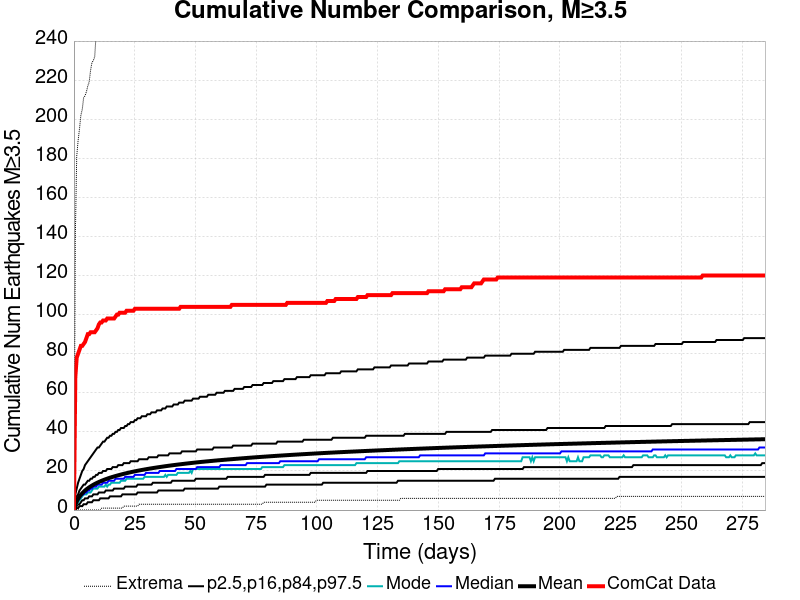 Cumulative Number Comparison, M≥3.5
Cumulative Num Earthquakes M≥3.5
240
220
200
180
160
140
120
100
80
60
40
20
0
0 25 50 75 100 125 150 175 200 225 250 275
Time (days)
Extrema p2.5,p16,p84,p97.5 Mode Median Mean ComCat Data